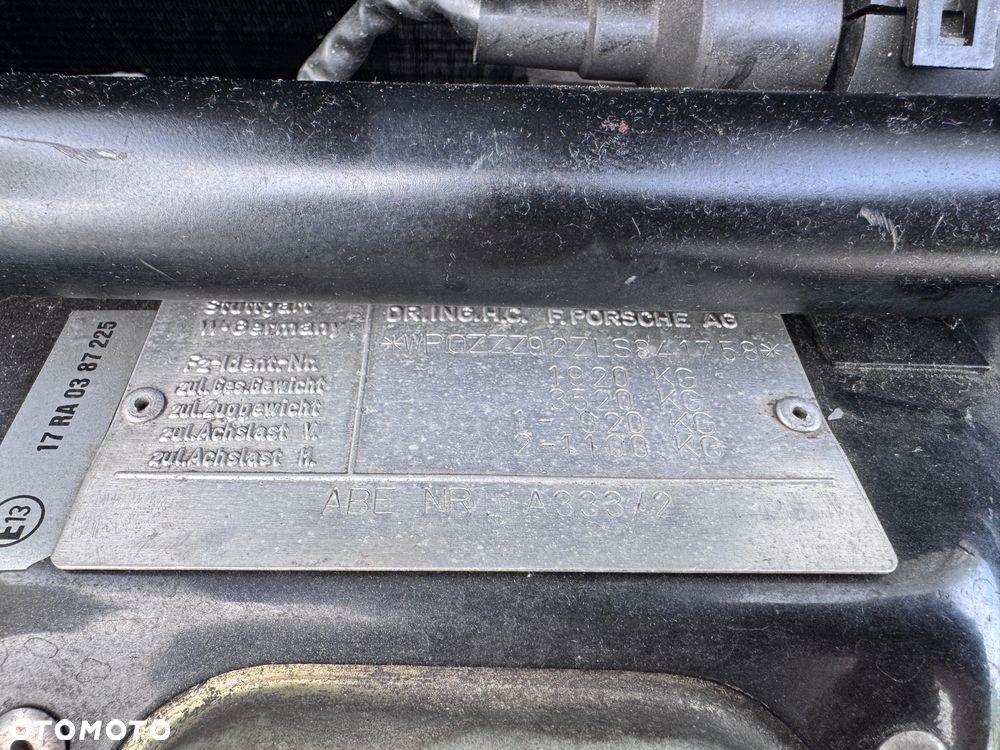 Stuttgart
W-Germany
DR.ING.H.C. F.PORSCHE AG
Fz-Ident-Nr. *WP0ZZZ92ZLS841758*
zul.Ges.Gewicht 1920 KG
zul.Zuggewicht 3520 KG
zul.Achslast V. 1- 920 KG
zul.Achslast H. 2-1100 KG
ABE NR. A333/2
17 RA 03 87 225
E13
OTOMOTO